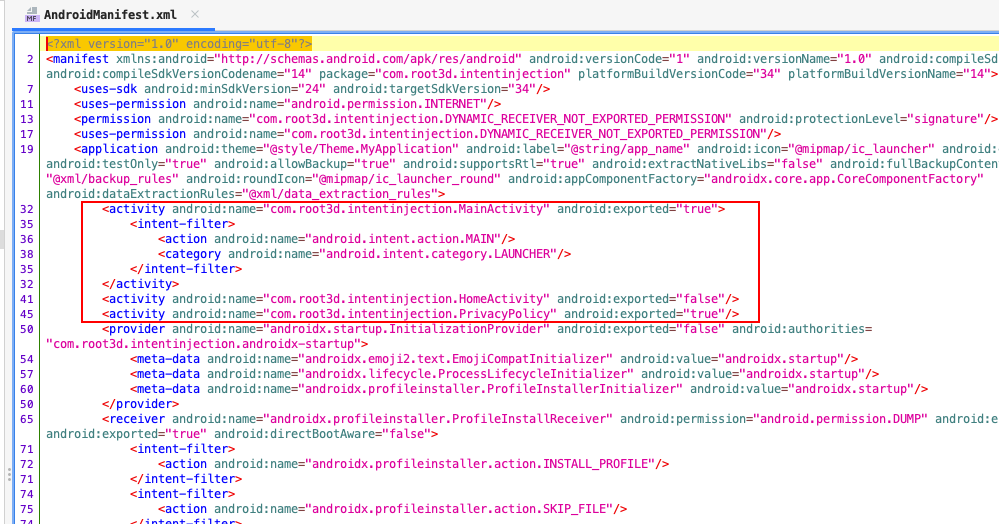 MF AndroidManifest.xml
<?xml version="1.0" encoding="utf-8"?>
2 <manifest xmlns:android="http://schemas.android.com/apk/res/android" android:versionCode="1" android:versionName="1.0" android:compileSd
android:compileSdkVersionCodename="14" package="com.root3d.intentinjection" platformBuildVersionCode="34" platformBuildVersionName="14">
7 <uses-sdk android:minSdkVersion="24" android:targetSdkVersion="34"/>
11 <uses-permission android:name="android.permission.INTERNET"/>
13 <permission android:name="com.root3d.intentinjection.DYNAMIC_RECEIVER_NOT_EXPORTED_PERMISSION" android:protectionLevel="signature"/>
17 <uses-permission android:name="com.root3d.intentinjection.DYNAMIC_RECEIVER_NOT_EXPORTED_PERMISSION"/>
19 <application android:theme="@style/Theme.MyApplication" android:label="@string/app_name" android:icon="@mipmap/ic_launcher" android:
android:testOnly="true" android:allowBackup="true" android:supportsRtl="true" android:extractNativeLibs="false" android:fullBackupConten
"@xml/backup_rules" android:roundIcon="@mipmap/ic_launcher_round" android:appComponentFactory="androidx.core.app.CoreComponentFactory"
android:dataExtractionRules="@xml/data_extraction_rules">
32 <activity android:name="com.root3d.intentinjection.MainActivity" android:exported="true">
35 <intent-filter>
36 <action android:name="android.intent.action.MAIN"/>
38 <category android:name="android.intent.category.LAUNCHER"/>
35 </intent-filter>
32 </activity>
41 <activity android:name="com.root3d.intentinjection.HomeActivity" android:exported="false"/>
45 <activity android:name="com.root3d.intentinjection.PrivacyPolicy" android:exported="true"/>
50 <provider android:name="androidx.startup.InitializationProvider" android:exported="false" android:authorities=
"com.root3d.intentinjection.androidx-startup">
54 <meta-data android:name="androidx.emoji2.text.EmojiCompatInitializer" android:value="androidx.startup"/>
57 <meta-data android:name="androidx.lifecycle.ProcessLifecycleInitializer" android:value="androidx.startup"/>
60 <meta-data android:name="androidx.profileinstaller.ProfileInstallerInitializer" android:value="androidx.startup"/>
50 </provider>
65 <receiver android:name="androidx.profileinstaller.ProfileInstallReceiver" android:permission="android.permission.DUMP" android:e
android:exported="true" android:directBootAware="false">
71 <intent-filter>
72 <action android:name="androidx.profileinstaller.action.INSTALL_PROFILE"/>
71 </intent-filter>
74 <intent-filter>
75 <action android:name="androidx.profileinstaller.action.SKIP_FILE"/>
74 </intent-filter>